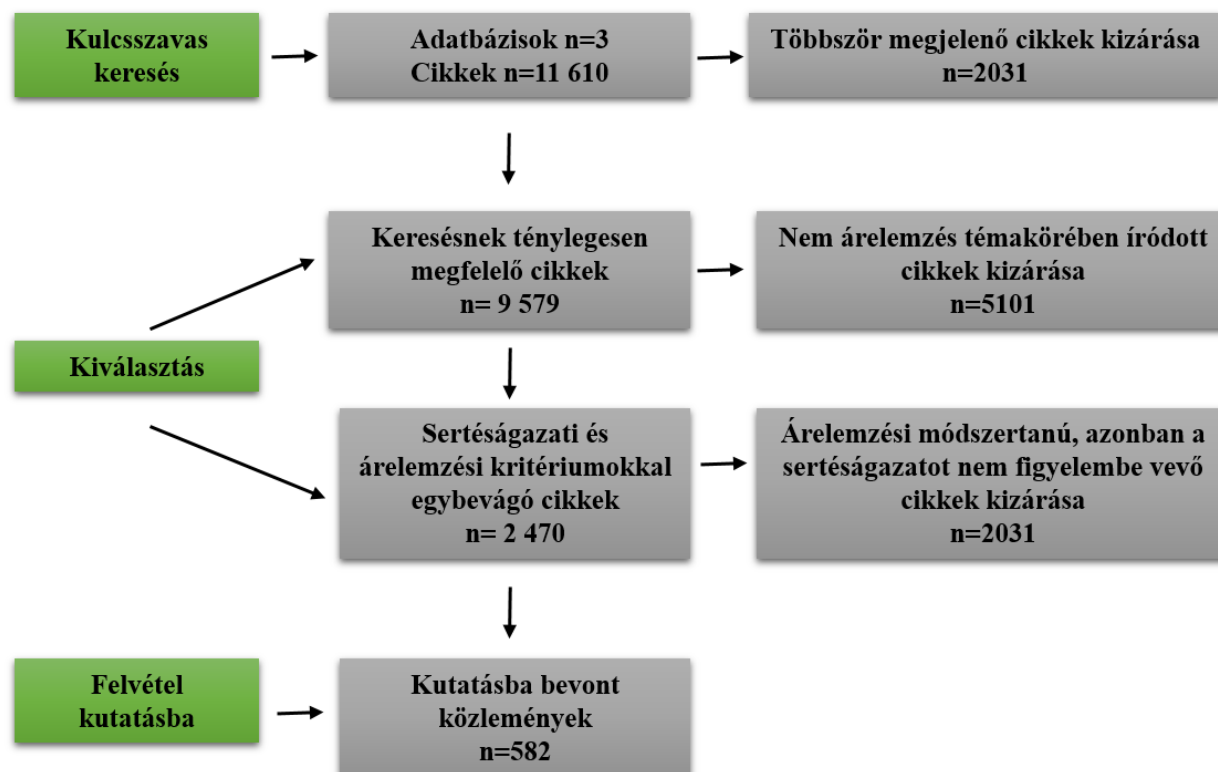 Kulcsszavas
keresés
Adatbázisok n=3
Cikkek n=11 610
Többször megjelenő cikkek kizárása
n=2031
Keresésnek ténylegesen
megfelelő cikkek
n= 9 579
Nem árelemzés témakörében íródott
cikkek kizárása
n=5101
Kiválasztás
Sertéságazati és
árelemzési kritériumokkal
egybevágó cikkek
n= 2 470
Árelemzési módszertanú, azonban a
sertéságazatot nem figyelembe vevő
cikkek kizárása
n=2031
Felvétel
kutatásba
Kutatásba bevont
közlemények
n=582